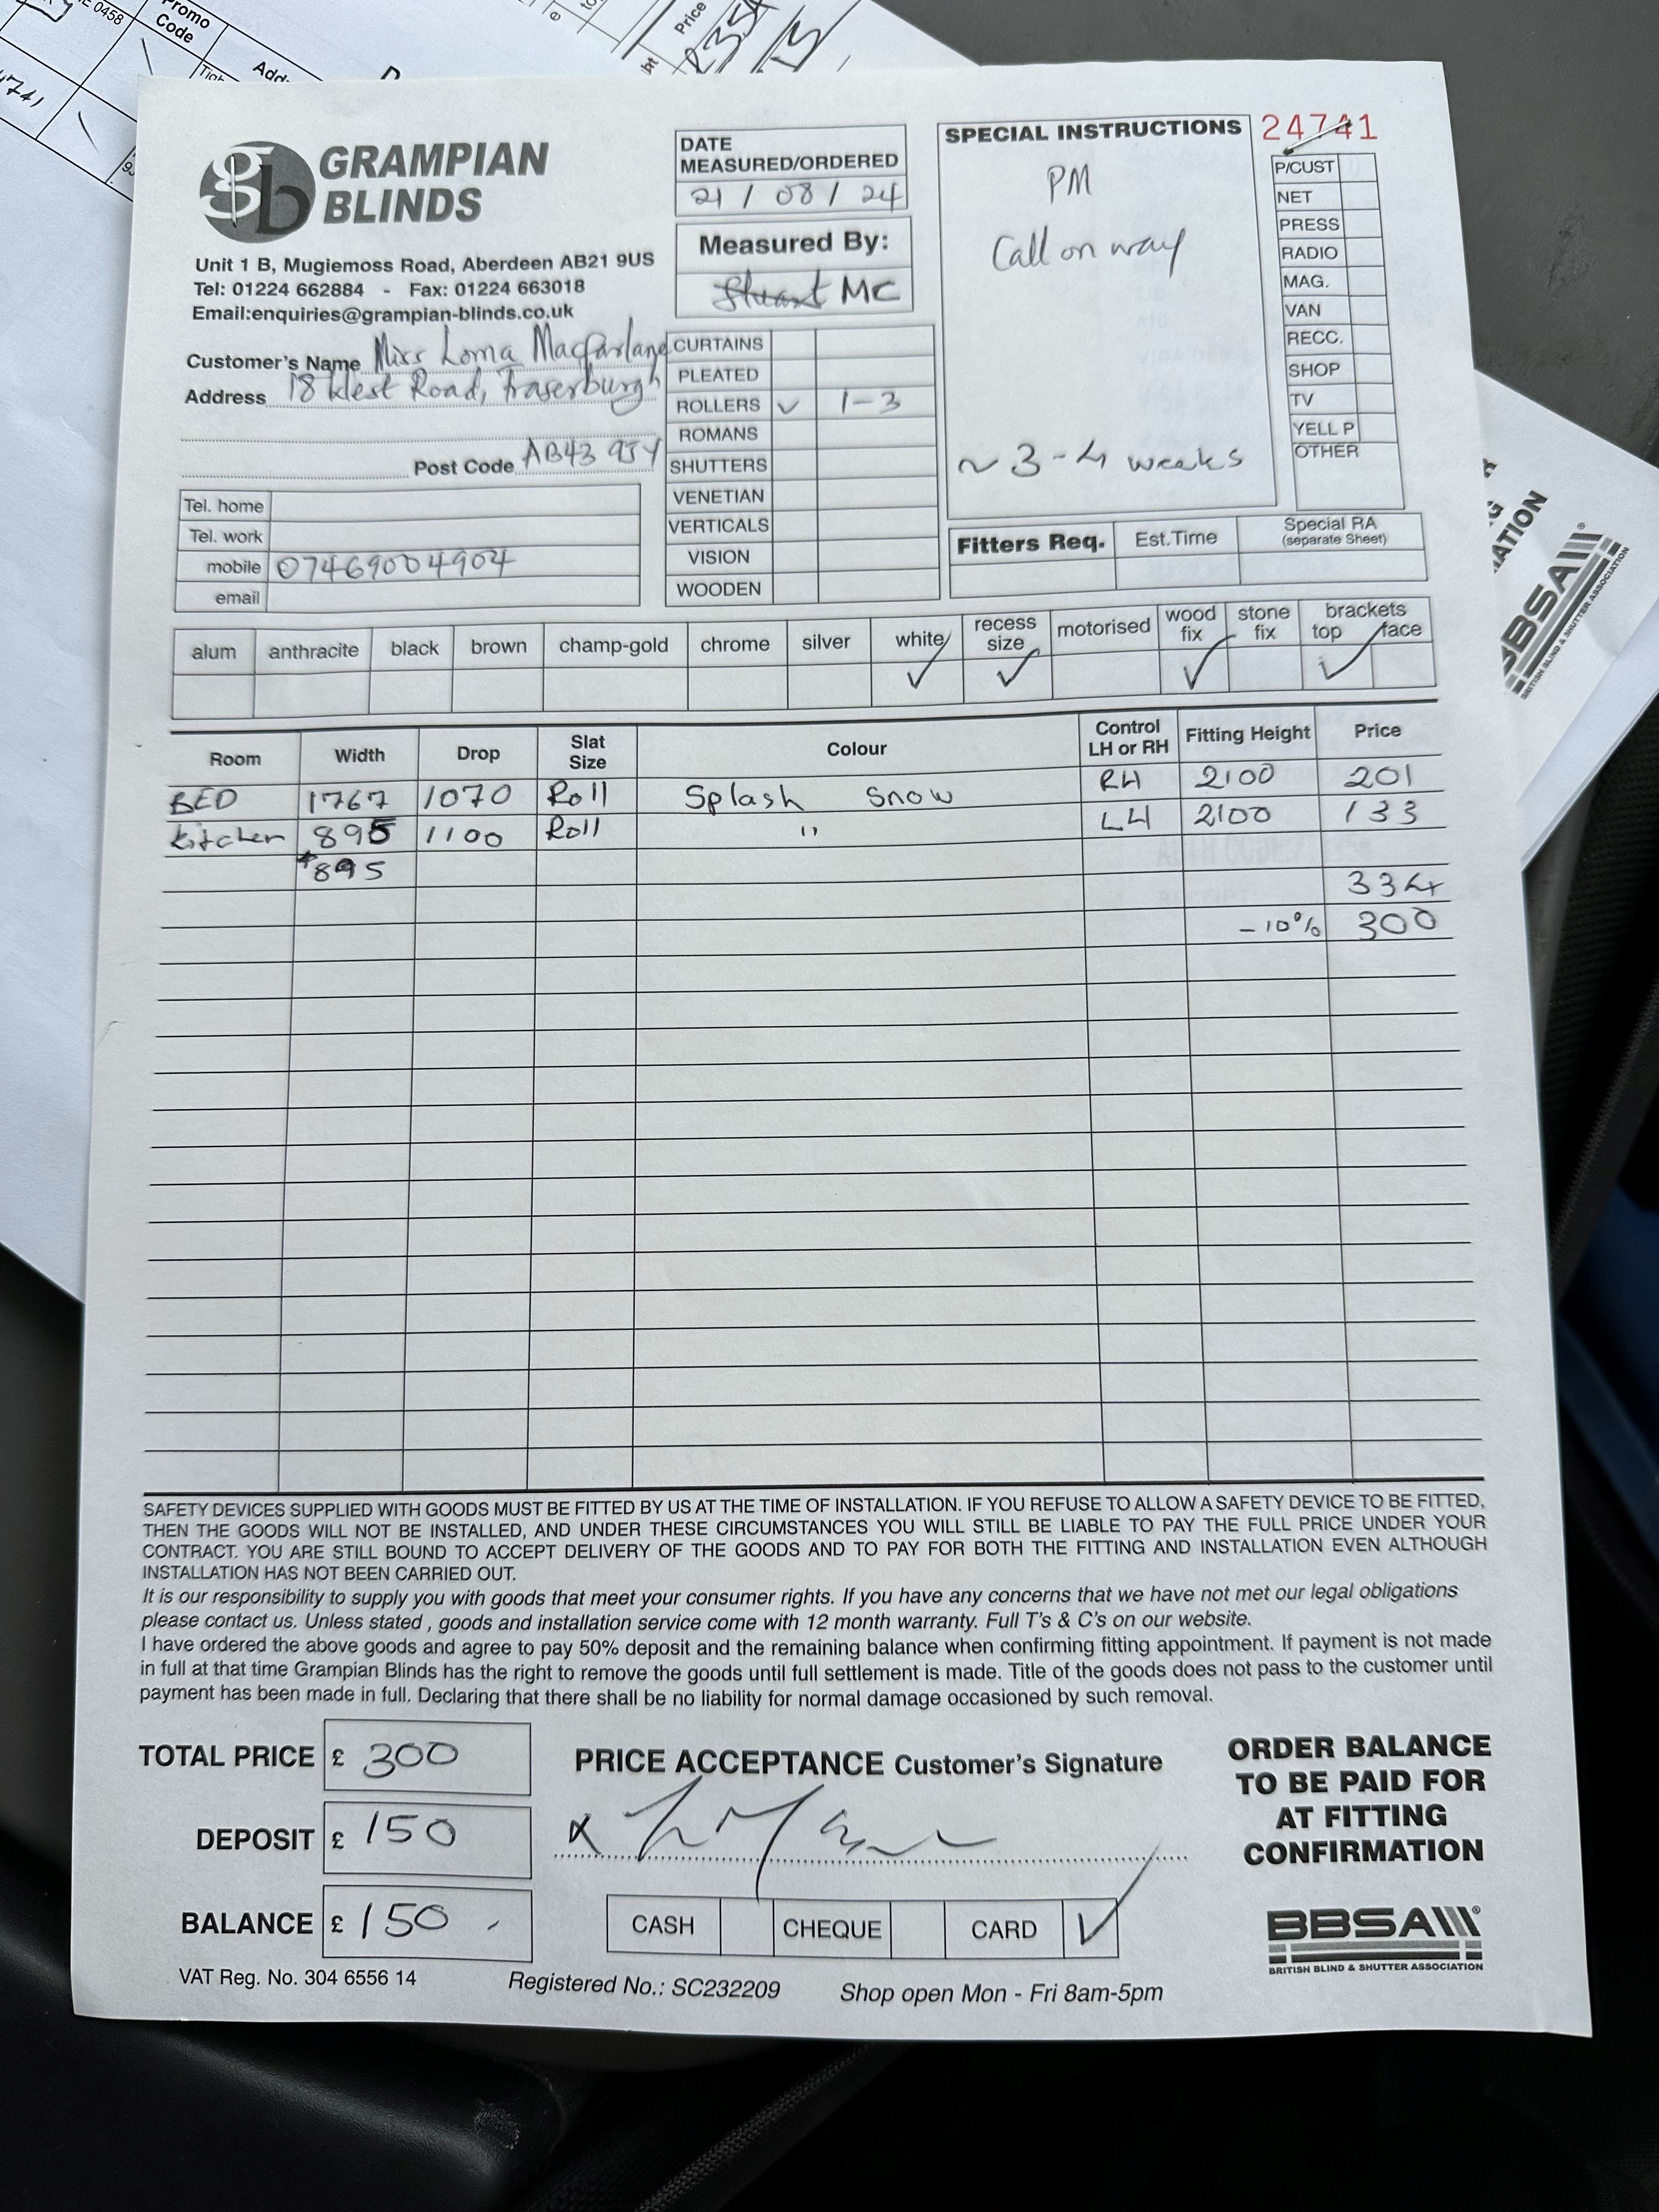 0458
Promo
Code
Price
GRAMPIAN
BLINDS
Unit 1 B, Mugiemoss Road, Aberdeen AB21 9US
Tel: 01224 662884 - Fax: 01224 663018
Email:enquiries@grampian-blinds.co.uk
DATE
MEASURED/ORDERED
21 / 08 / 24
Measured By:
Stuart MC
SPECIAL INSTRUCTIONS
24741
PM
Call on way
~ 3-4 weeks
P/CUST
NET
PRESS
RADIO
MAG.
VAN
RECC.
SHOP
TV
YELL P
OTHER
Customer's Name Miss Lorna Macfarlane
Address 18 West Road, Fraserburgh
Post Code AB43 9JY
Tel. home
Tel. work
mobile 07469004904
email
CURTAINS
PLEATED
ROLLERS ✓ 1-3
ROMANS
SHUTTERS
VENETIAN
VERTICALS
VISION
WOODEN
Fitters Req. Est.Time Special RA
(separate Sheet)
alum anthracite black brown champ-gold chrome silver white recess size motorised wood fix stone fix brackets top face
✓ ✓ ✓ ✓
Room Width Drop Slat Size Colour Control LH or RH Fitting Height Price
BED 1767 1070 Roll Splash Snow RH 2100 201
Kitchen 895 1100 Roll " LH 2100 133
*895
334
-10% 300
SAFETY DEVICES SUPPLIED WITH GOODS MUST BE FITTED BY US AT THE TIME OF INSTALLATION. IF YOU REFUSE TO ALLOW A SAFETY DEVICE TO BE FITTED,
THEN THE GOODS WILL NOT BE INSTALLED, AND UNDER THESE CIRCUMSTANCES YOU WILL STILL BE LIABLE TO PAY THE FULL PRICE UNDER YOUR
CONTRACT. YOU ARE STILL BOUND TO ACCEPT DELIVERY OF THE GOODS AND TO PAY FOR BOTH THE FITTING AND INSTALLATION EVEN ALTHOUGH
INSTALLATION HAS NOT BEEN CARRIED OUT.
It is our responsibility to supply you with goods that meet your consumer rights. If you have any concerns that we have not met our legal obligations
please contact us. Unless stated , goods and installation service come with 12 month warranty. Full T's & C's on our website.
I have ordered the above goods and agree to pay 50% deposit and the remaining balance when confirming fitting appointment. If payment is not made
in full at that time Grampian Blinds has the right to remove the goods until full settlement is made. Title of the goods does not pass to the customer until
payment has been made in full. Declaring that there shall be no liability for normal damage occasioned by such removal.
TOTAL PRICE £ 300
DEPOSIT £ 150
BALANCE £ 150
PRICE ACCEPTANCE Customer's Signature
x
CASH CHEQUE CARD ✓
ORDER BALANCE
TO BE PAID FOR
AT FITTING
CONFIRMATION
BBSA
BRITISH BLIND & SHUTTER ASSOCIATION
VAT Reg. No. 304 6556 14
Registered No.: SC232209
Shop open Mon - Fri 8am-5pm
BBSA
BRITISH BLIND & SHUTTER ASSOCIATION